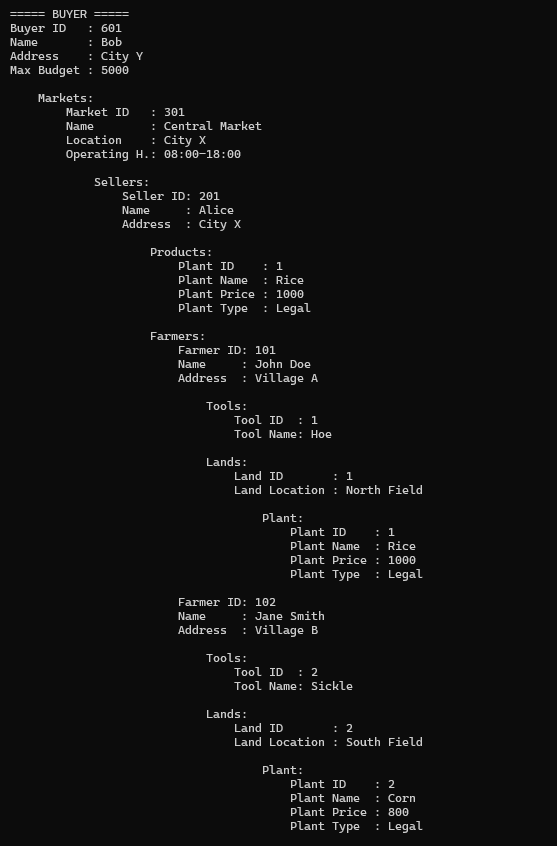 ===== BUYER =====
Buyer ID   : 601
Name       : Bob
Address    : City Y
Max Budget : 5000
    Markets:
        Market ID   : 301
        Name        : Central Market
        Location    : City X
        Operating H.: 08:00-18:00
            Sellers:
                Seller ID: 201
                Name     : Alice
                Address  : City X
                    Products:
                        Plant ID    : 1
                        Plant Name  : Rice
                        Plant Price : 1000
                        Plant Type  : Legal
                    Farmers:
                        Farmer ID: 101
                        Name     : John Doe
                        Address  : Village A
                            Tools:
                                Tool ID  : 1
                                Tool Name: Hoe
                            Lands:
                                Land ID       : 1
                                Land Location : North Field
                                    Plant:
                                        Plant ID    : 1
                                        Plant Name  : Rice
                                        Plant Price : 1000
                                        Plant Type  : Legal
                        Farmer ID: 102
                        Name     : Jane Smith
                        Address  : Village B
                            Tools:
                                Tool ID  : 2
                                Tool Name: Sickle
                            Lands:
                                Land ID       : 2
                                Land Location : South Field
                                    Plant:
                                        Plant ID    : 2
                                        Plant Name  : Corn
                                        Plant Price : 800
                                        Plant Type  : Legal